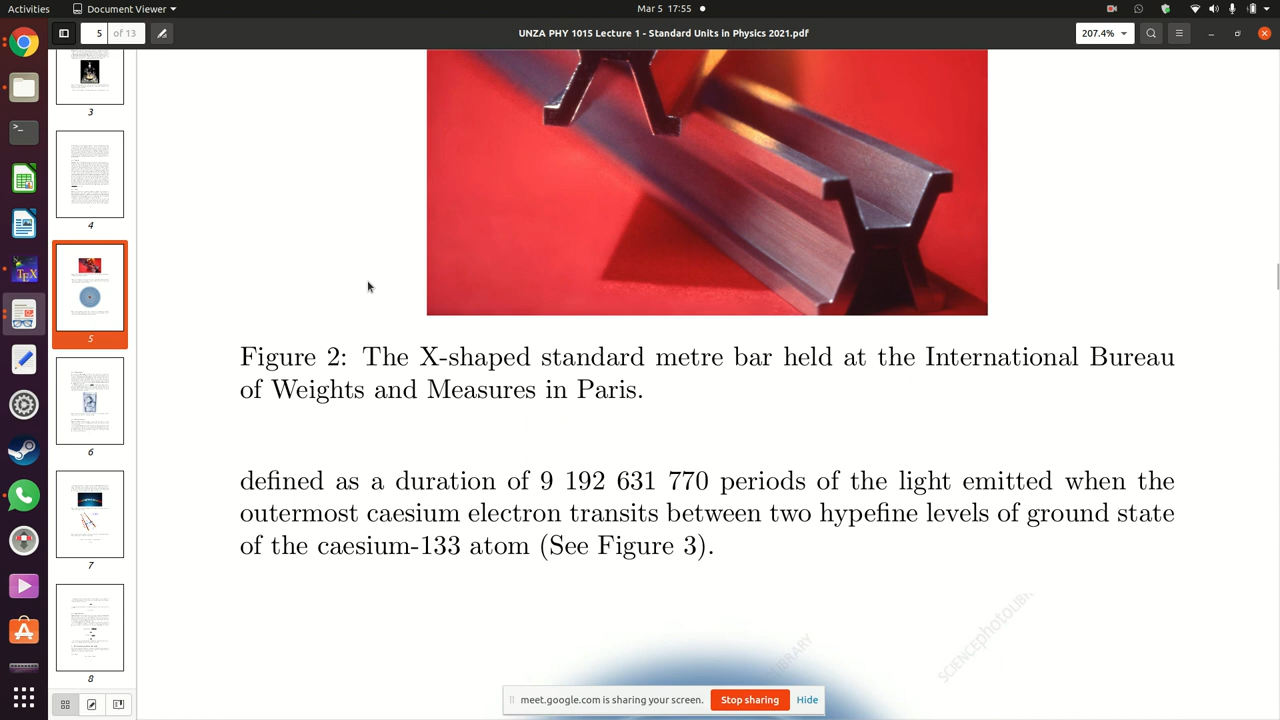 Activities
Document Viewer
Mar 5 17:55
5 of 13
UNZA PHY 1015 Lecture 1 - Standard Units in Physics 2021.pdf
207.4%
3
4
5
6
7
8
Figure 2: The X-shaped standard metre bar held at the International Bureau
of Weights and Measures in Paris.
defined as a duration of 9 192 631 770 periods of the light emitted when the
outermost caesium electron transits between two hypefine levels of ground state
of the caesium-133 atom (See Figure 3).
SCIENCEphotoLIBR
LIBRARY
meet.google.com is sharing your screen.
Stop sharing
Hide